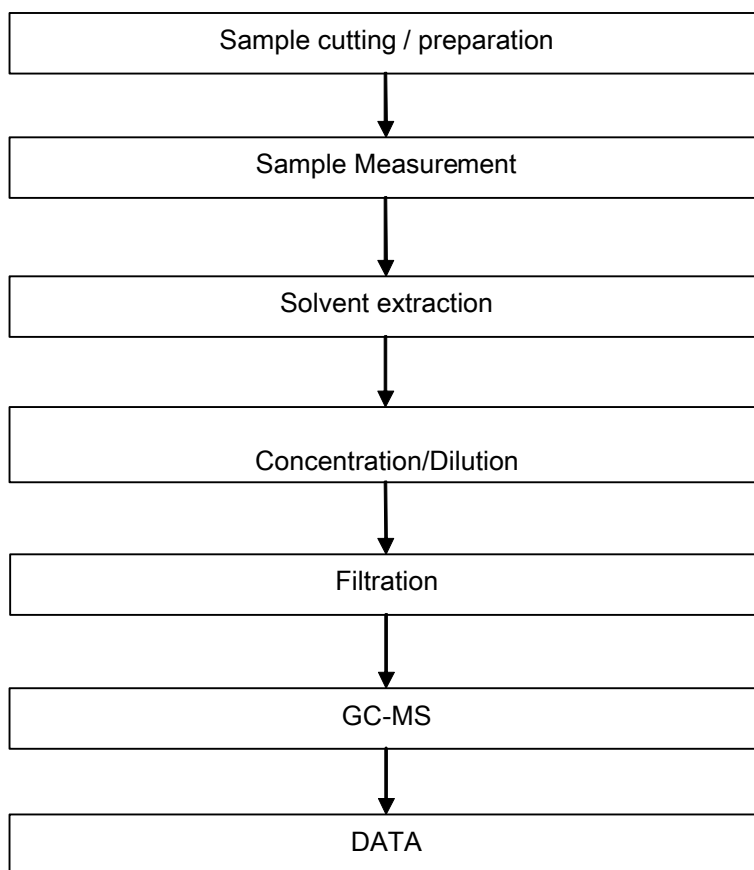 Sample cutting / preparation
Sample Measurement
Solvent extraction
Concentration/Dilution
Filtration
GC-MS
DATA